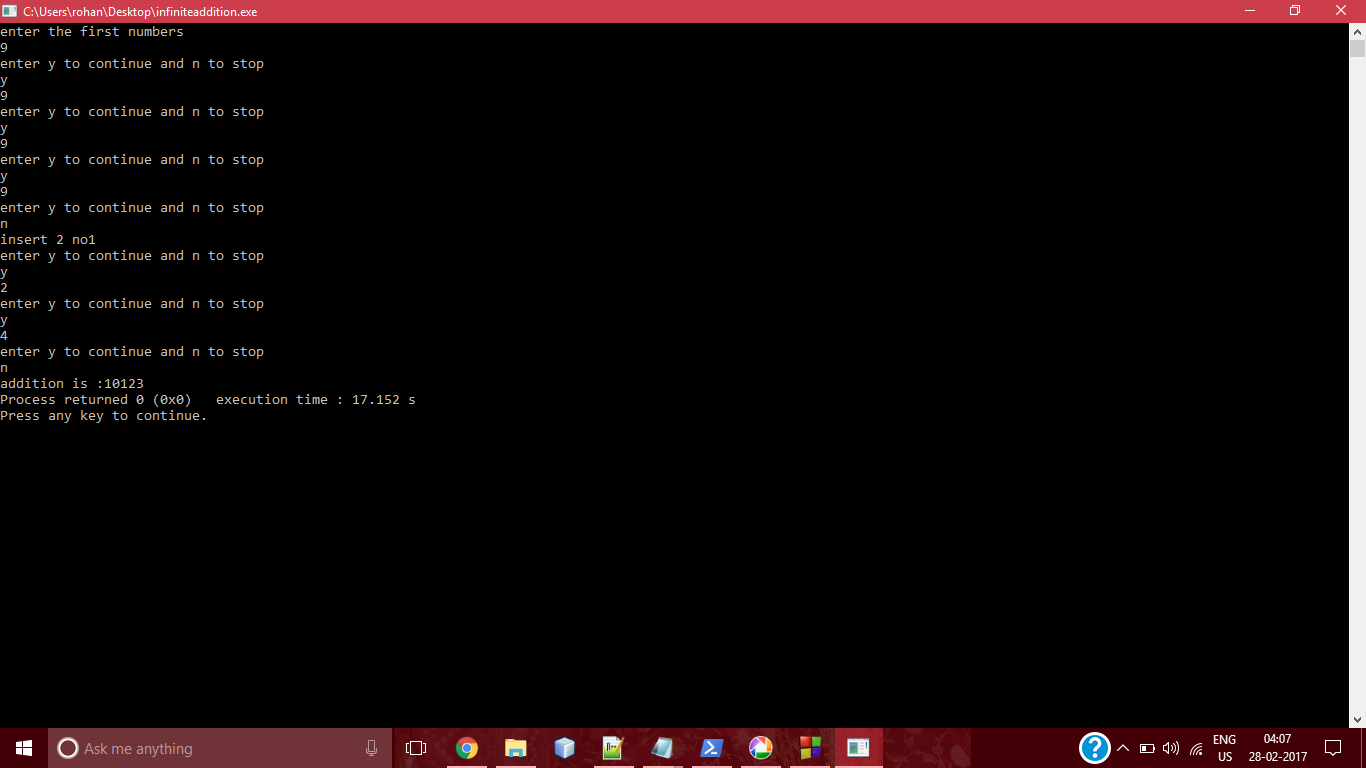 C:\Users\rohan\Desktop\infiniteaddition.exe
enter the first numbers
9
enter y to continue and n to stop
y
9
enter y to continue and n to stop
y
9
enter y to continue and n to stop
y
9
enter y to continue and n to stop
n
insert 2 no1
enter y to continue and n to stop
y
2
enter y to continue and n to stop
y
4
enter y to continue and n to stop
n
addition is :10123
Process returned 0 (0x0)   execution time : 17.152 s
Press any key to continue.
Ask me anything
ENG
US
04:07
28-02-2017